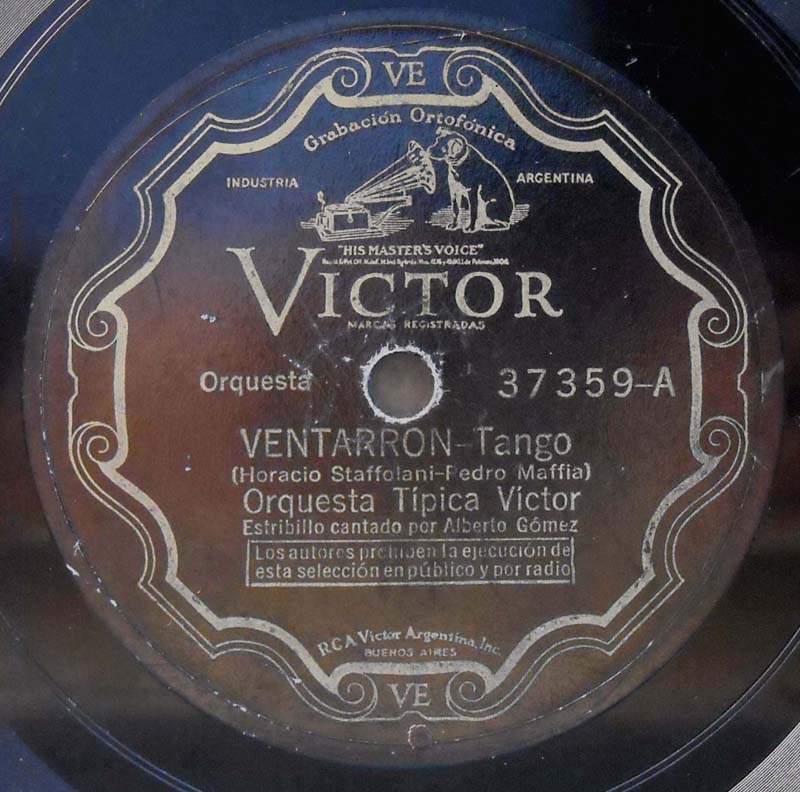 VE
Grabación Ortofónica
INDUSTRIA ARGENTINA
"HIS MASTER'S VOICE"
VICTOR
MARCAS REGISTRADAS
Orquesta 37359-A
VENTARRON-Tango
(Horacio Staffolani-Pedro Maffia)
Orquesta Típica Víctor
Estribillo cantado por Alberto Gómez
Los autores prohiben la ejecución de
esta selección en público y por radio
RCA Victor Argentina, Inc.
BUENOS AIRES
VE